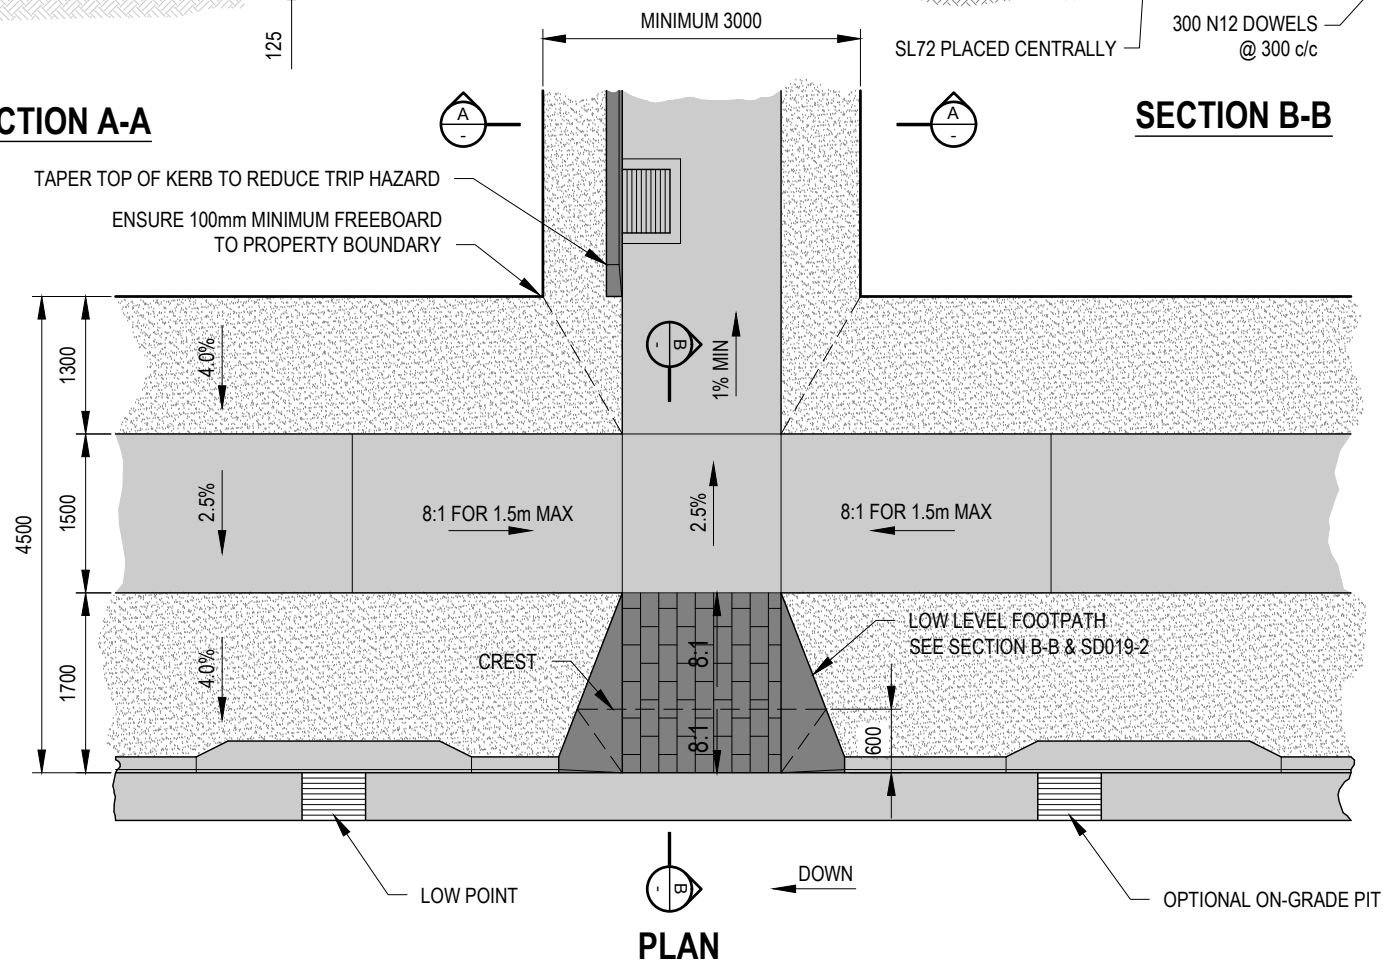 MINIMUM 3000
300 N12 DOWELS
@ 300 c/c
SL72 PLACED CENTRALLY
125
CTION A-A
A
-
A
-
SECTION B-B
TAPER TOP OF KERB TO REDUCE TRIP HAZARD
ENSURE 100mm MINIMUM FREEBOARD
TO PROPERTY BOUNDARY
4.0%
1300
B
-
1% MIN
4500
1500
2.5%
8:1 FOR 1.5m MAX
2.5%
8:1 FOR 1.5m MAX
1700
4.0%
CREST
8:1
LOW LEVEL FOOTPATH
SEE SECTION B-B & SD019-2
8:1
600
LOW POINT
B
-
DOWN
OPTIONAL ON-GRADE PIT
PLAN